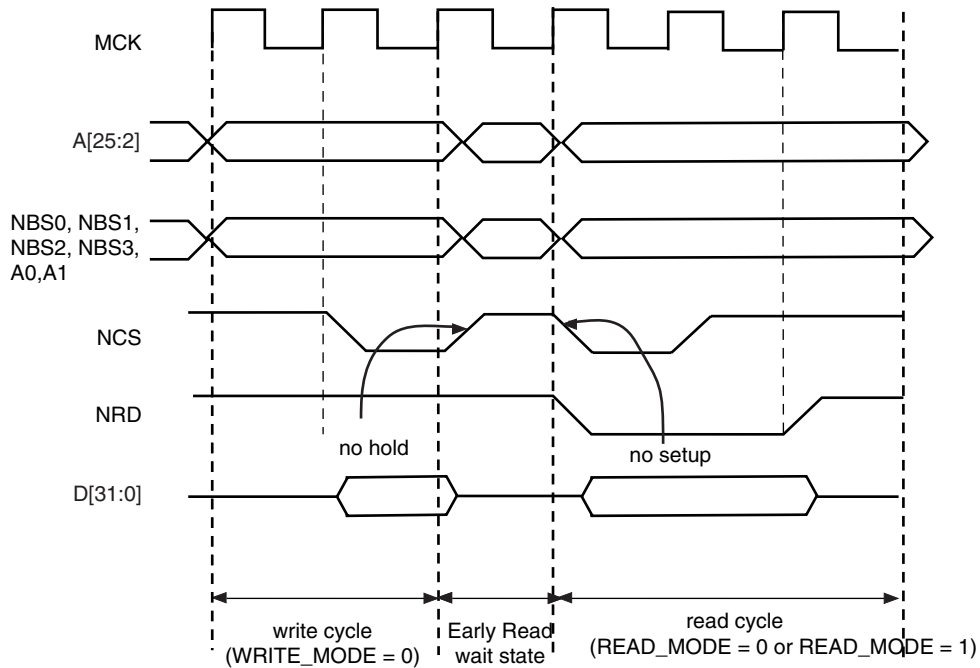 MCK
A[25:2]
NBS0, NBS1,
NBS2, NBS3,
A0,A1
NCS
NRD
no hold
no setup
D[31:0]
write cycle
(WRITE_MODE = 0)
Early Read
wait state
read cycle
(READ_MODE = 0 or READ_MODE = 1)